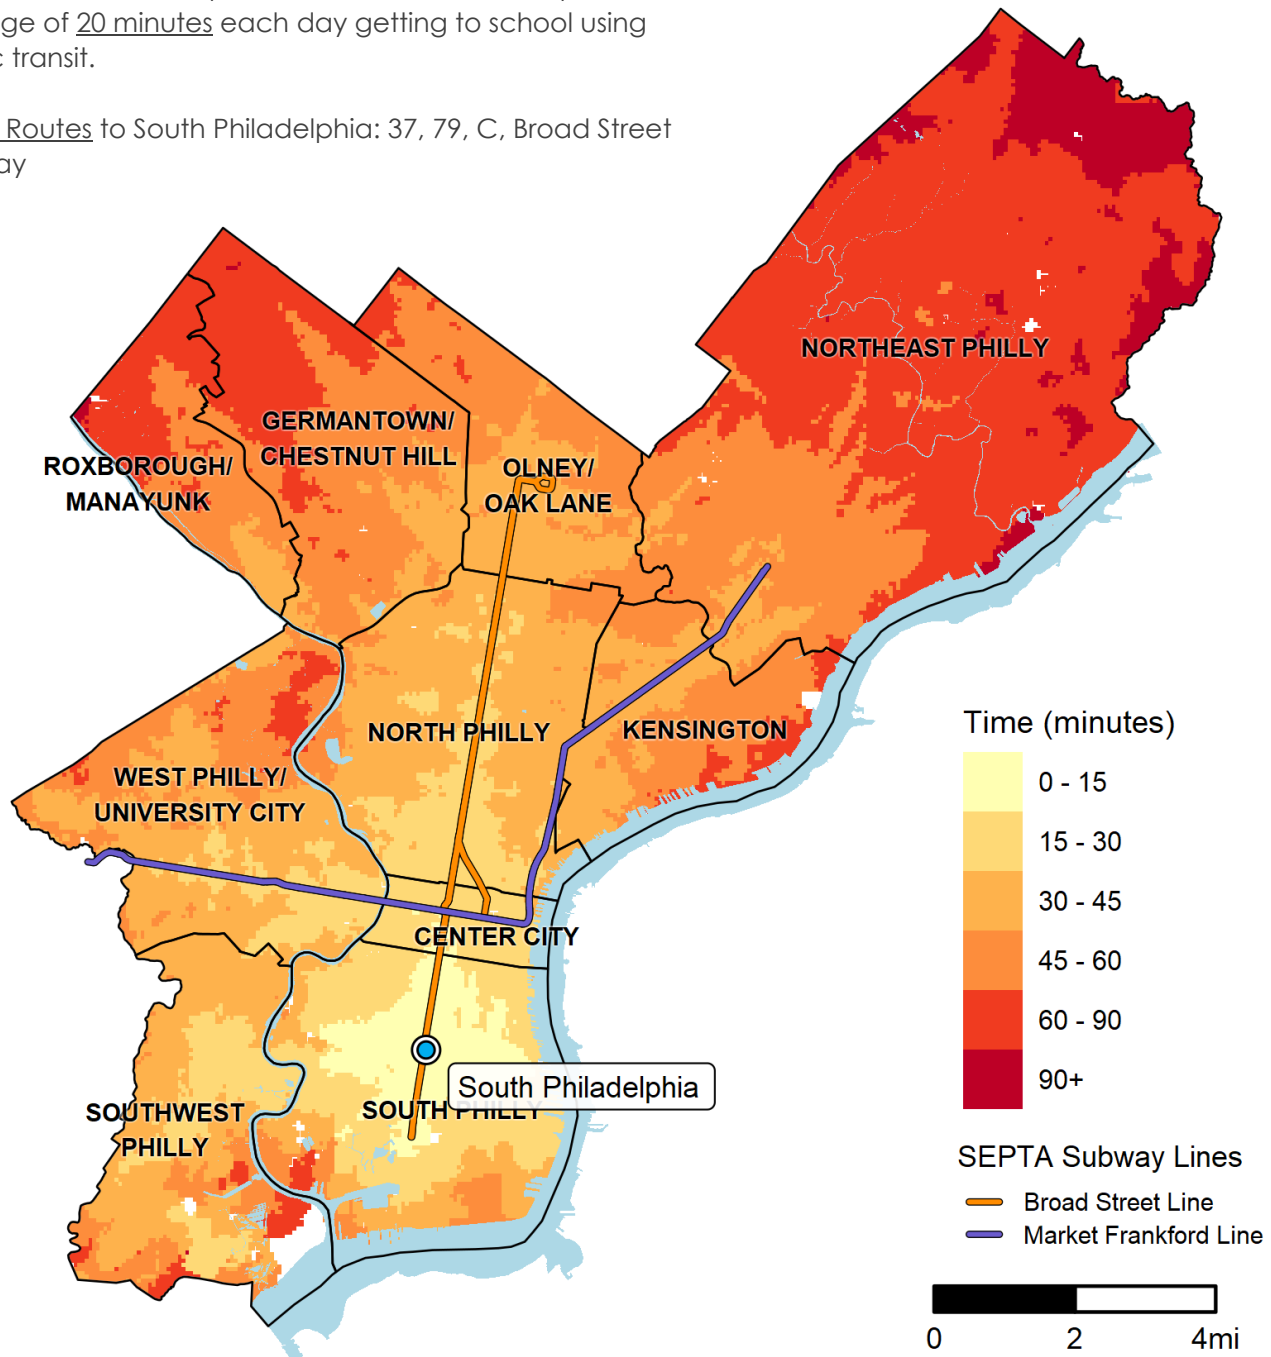 ge of 20 minutes each day getting to school using
transit.
Routes to South Philadelphia: 37, 79, C, Broad Street
ay
NORTHEAST PHILLY
GERMANTOWN/
CHESTNUT HILL
ROXBOROUGH/
MANAYUNK
OLNEY/
OAK LANE
NORTH PHILLY
KENSINGTON
WEST PHILLY/
UNIVERSITY CITY
CENTER CITY
South Philadelphia
SOUTH PHILLY
SOUTHWEST
PHILLY
Time (minutes)
0 - 15
15 - 30
30 - 45
45 - 60
60 - 90
90+
SEPTA Subway Lines
Broad Street Line
Market Frankford Line
0 2 4mi